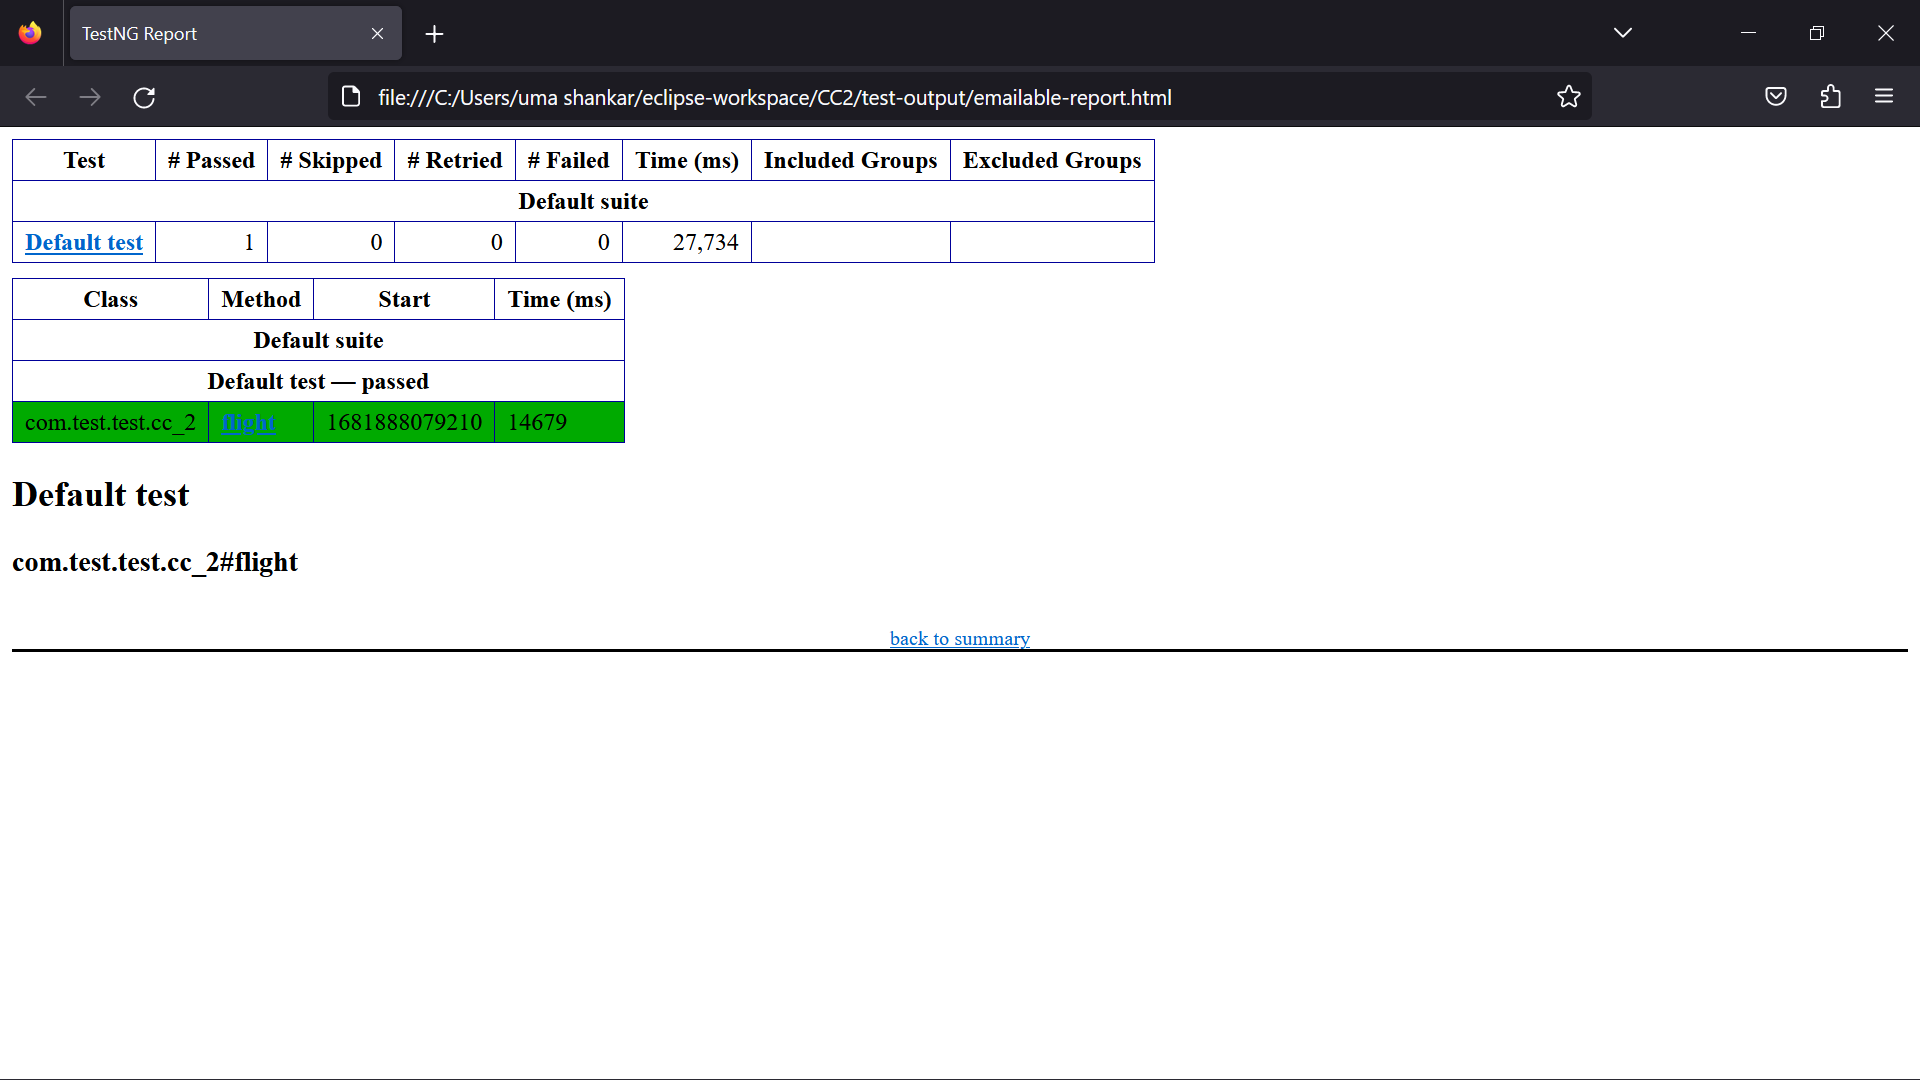 TestNG Report
file:///C:/Users/uma shankar/eclipse-workspace/CC2/test-output/emailable-report.html
Test # Passed # Skipped # Retried # Failed Time (ms) Included Groups Excluded Groups
Default suite
Default test 1 0 0 0 27,734
Class Method Start Time (ms)
Default suite
Default test — passed
com.test.test.cc_2 flight 1681888079210 14679
Default test
com.test.test.cc_2#flight
back to summary